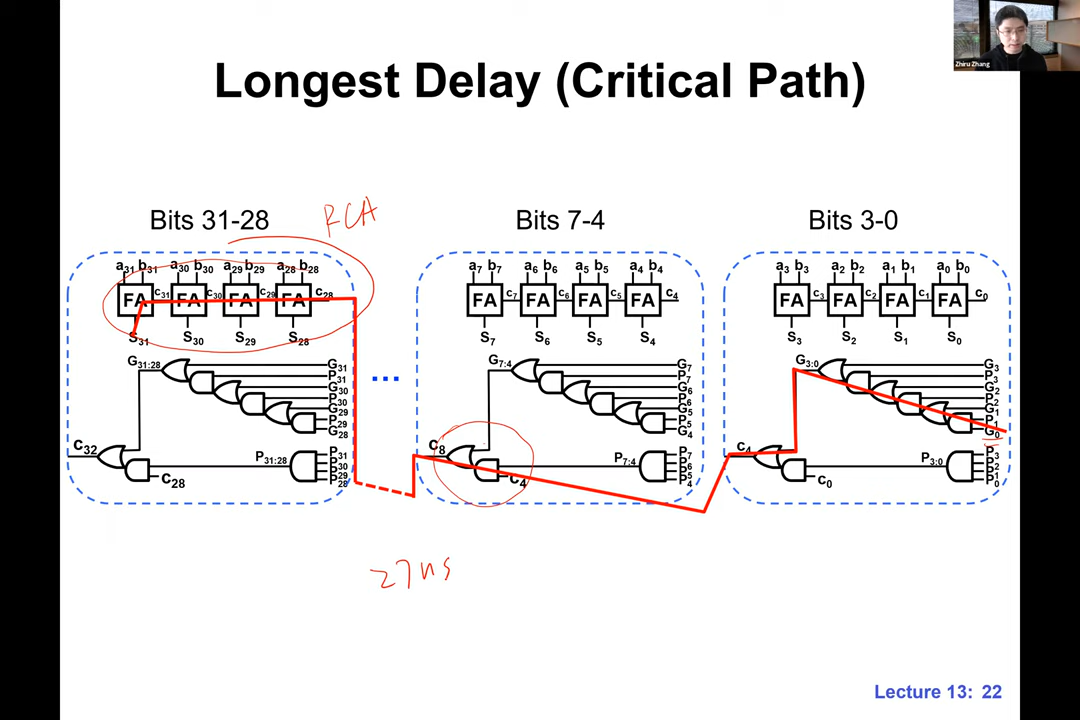 Zhiru Zhang
Longest Delay (Critical Path)
RCA
Bits 31-28
Bits 7-4
Bits 3-0
a31 b31 a30 b30 a29 b29 a28 b28
FA c31 FA c30 FA c29 FA c28
S31 S30 S29 S28
G31:28
G31
P31
G30
P30
G29
P29
G28
C32
P31:28
P31
P30
P29
P28
C28
...
a7 b7 a6 b6 a5 b5 a4 b4
FA c7 FA c6 FA c5 FA c4
S7 S6 S5 S4
G7:4
G7
P7
G6
P6
G5
P5
G4
C8
P7:4
P7
P6
P5
P4
C4
a3 b3 a2 b2 a1 b1 a0 b0
FA c3 FA c2 FA c1 FA c0
S3 S2 S1 S0
G3:0
G3
P3
G2
P2
G1
P1
G0
C4
P3:0
P3
P2
P1
P0
C0
27ns
Lecture 13: 22